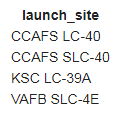 launch_site
CCAFS LC-40
CCAFS SLC-40
KSC LC-39A
VAFB SLC-4E